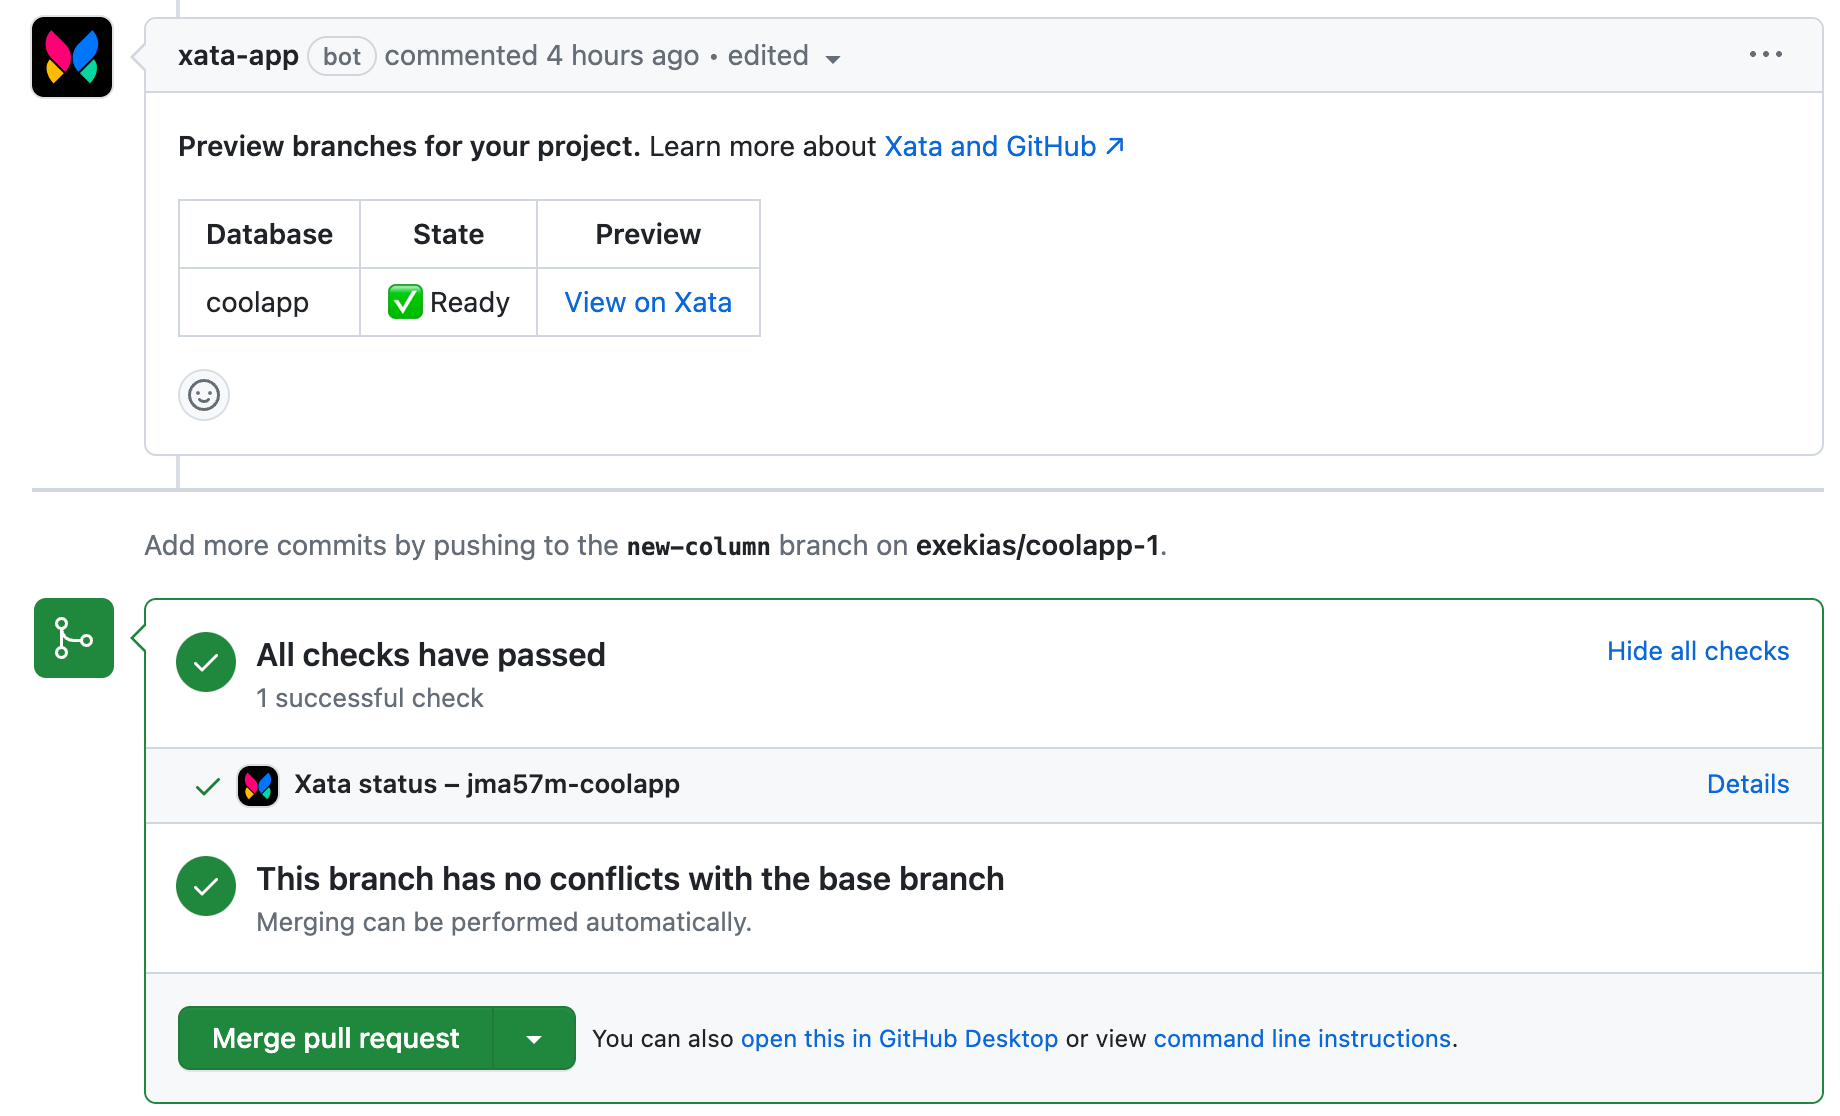 xata-app bot commented 4 hours ago • edited
Preview branches for your project. Learn more about Xata and GitHub ↗
Database State Preview
coolapp ✅ Ready View on Xata
Add more commits by pushing to the new-column branch on exekias/coolapp-1.
All checks have passed
Hide all checks
1 successful check
Xata status – jma57m-coolapp Details
This branch has no conflicts with the base branch
Merging can be performed automatically.
Merge pull request You can also open this in GitHub Desktop or view command line instructions.